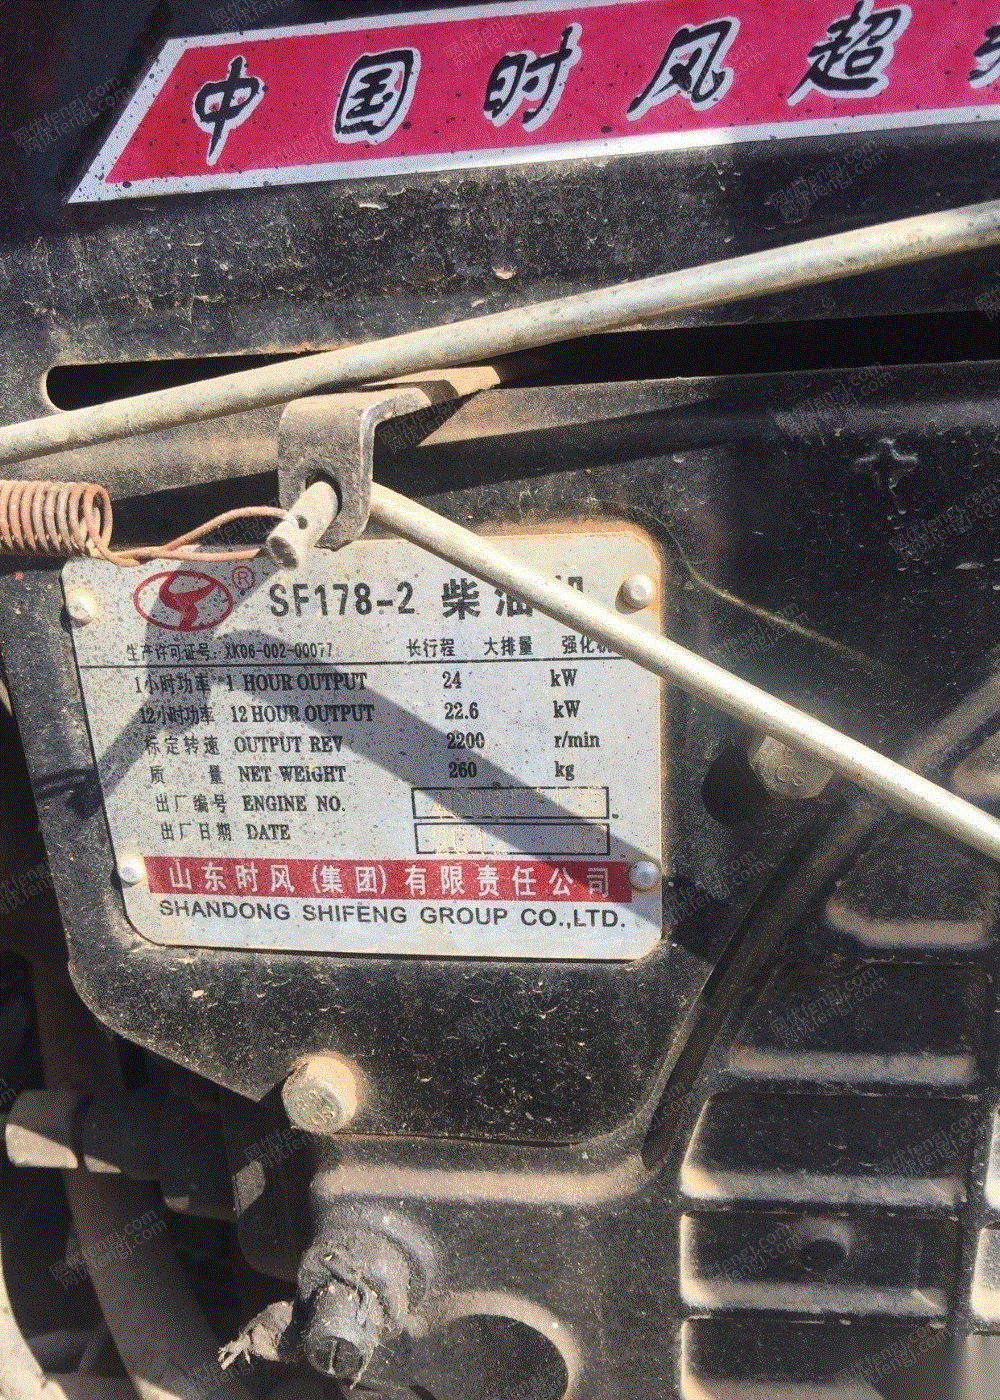 中国时风超
® SF178-2 柴油机
生产许可证号: XK06-002-00077 长行程 大排量 强化机
1小时功率 1 HOUR OUTPUT 24 kW
12小时功率 12 HOUR OUTPUT 22.6 kW
标定转速 OUTPUT REV 2200 r/min
质 量 NET WEiGHT 260 kg
出厂编号 ENGINE NO.
出厂日期 DATE
山东时风(集团)有限责任公司
SHANDONG SHIFENG GROUP CO.,LTD.